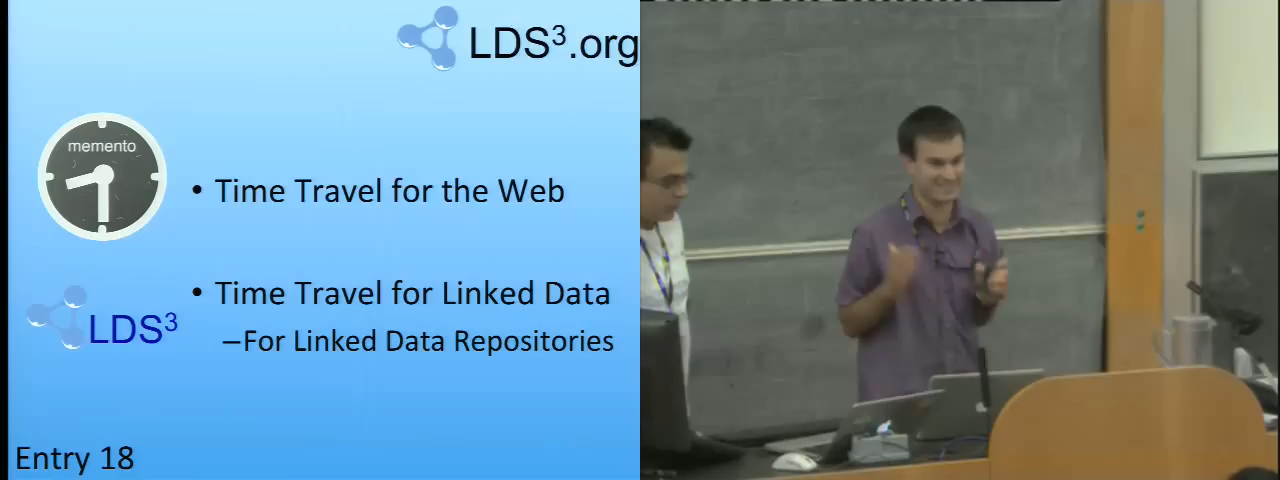 LDS³.org
memento
• Time Travel for the Web
• Time Travel for Linked Data
LDS³
–For Linked Data Repositories
Entry 18